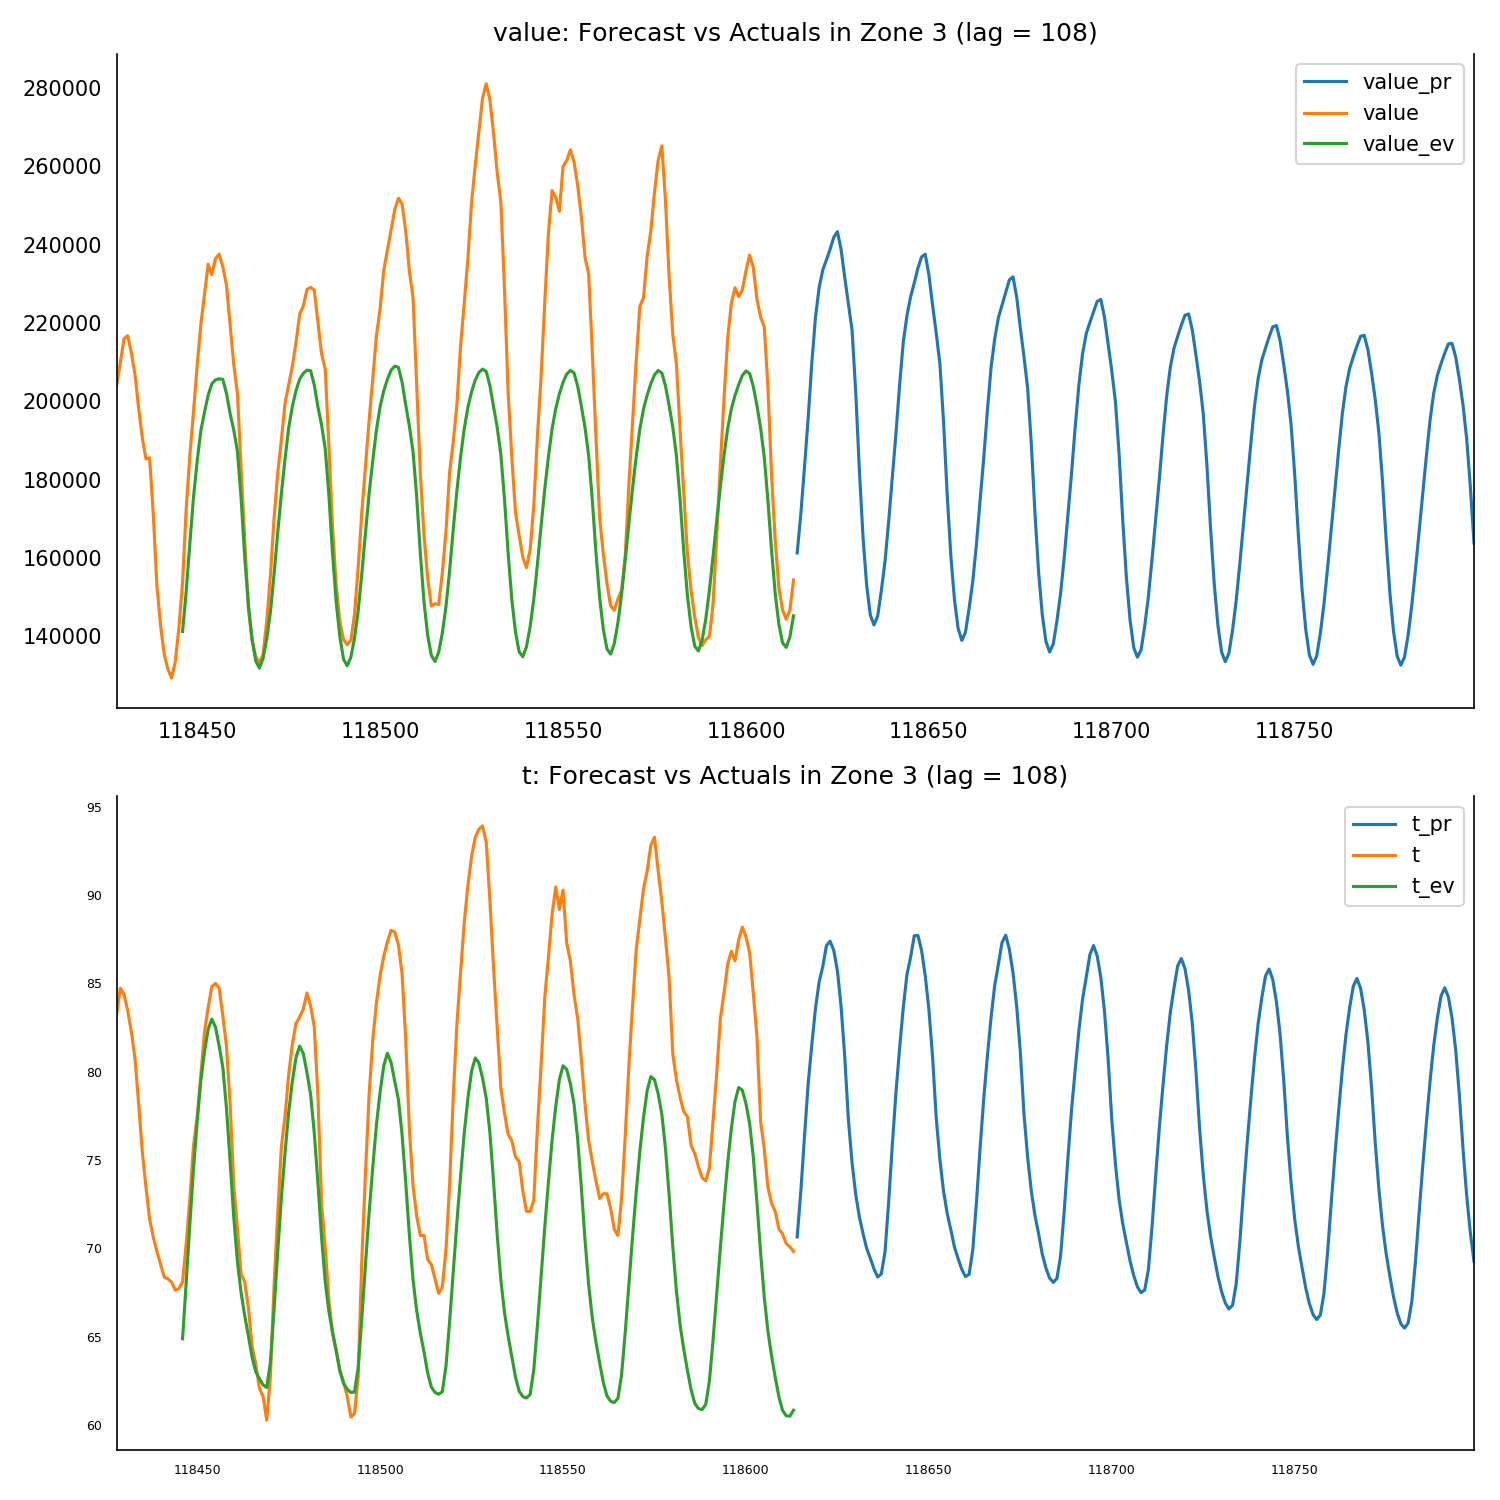 value: Forecast vs Actuals in Zone 3 (lag = 108)
280000
260000
240000
220000
200000
180000
160000
140000
value_pr
value
value_ev
118450 118500 118550 118600 118650 118700 118750
t: Forecast vs Actuals in Zone 3 (lag = 108)
95
90
85
80
75
70
65
60
t_pr
t
t_ev
118450 118500 118550 118600 118650 118700 118750